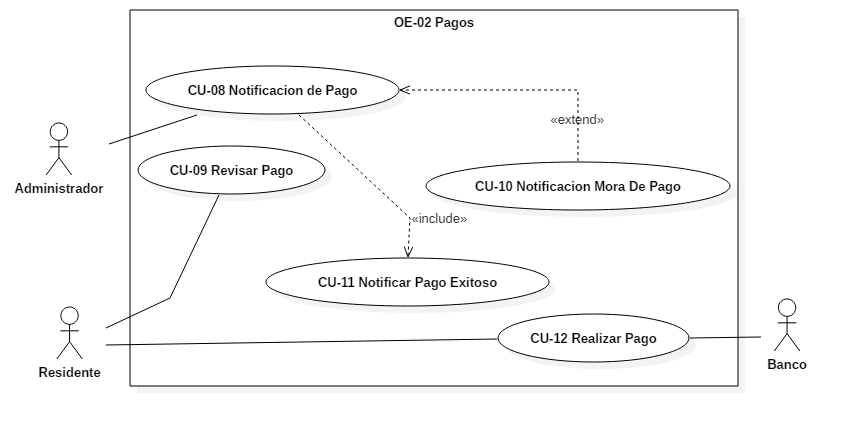 OE-02 Pagos
CU-08 Notificacion de Pago
«extend»
Administrador
CU-09 Revisar Pago
CU-10 Notificacion Mora De Pago
«include»
CU-11 Notificar Pago Exitoso
CU-12 Realizar Pago
Residente
Banco